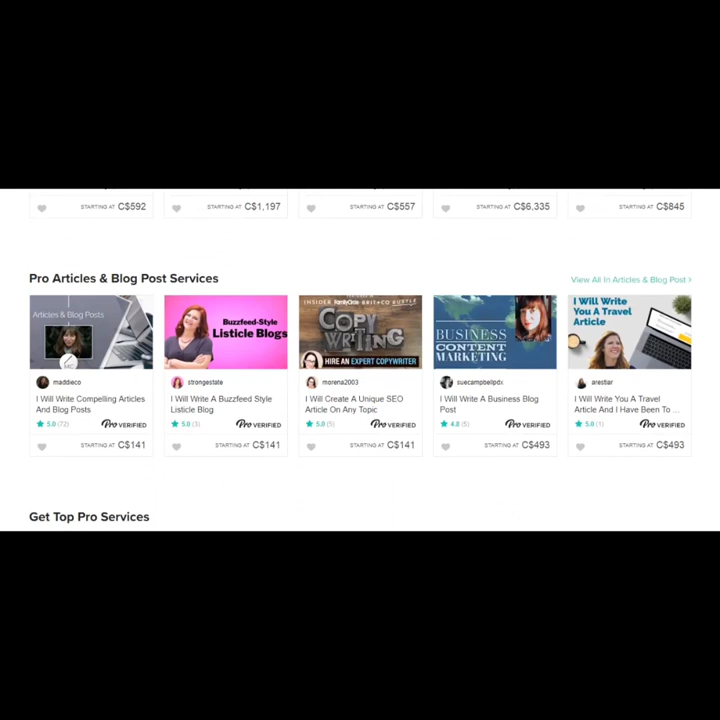 STARTING AT C$592
STARTING AT C$1,197
STARTING AT C$557
STARTING AT C$6,335
STARTING AT C$845
Pro Articles & Blog Post Services
View All In Articles & Blog Post >
Articles & Blog Posts
maddieco
I Will Write Compelling Articles
And Blog Posts
5.0 (72)
Pro VERIFIED
STARTING AT C$141
Buzzfeed-Style
Listicle Blogs
strongestate
I Will Write A Buzzfeed Style
Listicle Blog
5.0 (3)
Pro VERIFIED
STARTING AT C$141
INSIDER FamilyCircle BRIT+CO BUSTLE
COPY
WRITING
HIRE AN EXPERT COPYWRITER
morena2003
I Will Create A Unique SEO
Article On Any Topic
5.0 (5)
Pro VERIFIED
STARTING AT C$141
BUSINESS
CONTENT
MARKETING
suecampbellpdx
I Will Write A Business Blog
Post
4.8 (5)
Pro VERIFIED
STARTING AT C$493
I Will Write
You A Travel
Article
arestiar
I Will Write You A Travel
Article And I Have Been To ...
5.0 (1)
Pro VERIFIED
STARTING AT C$493
Get Top Pro Services